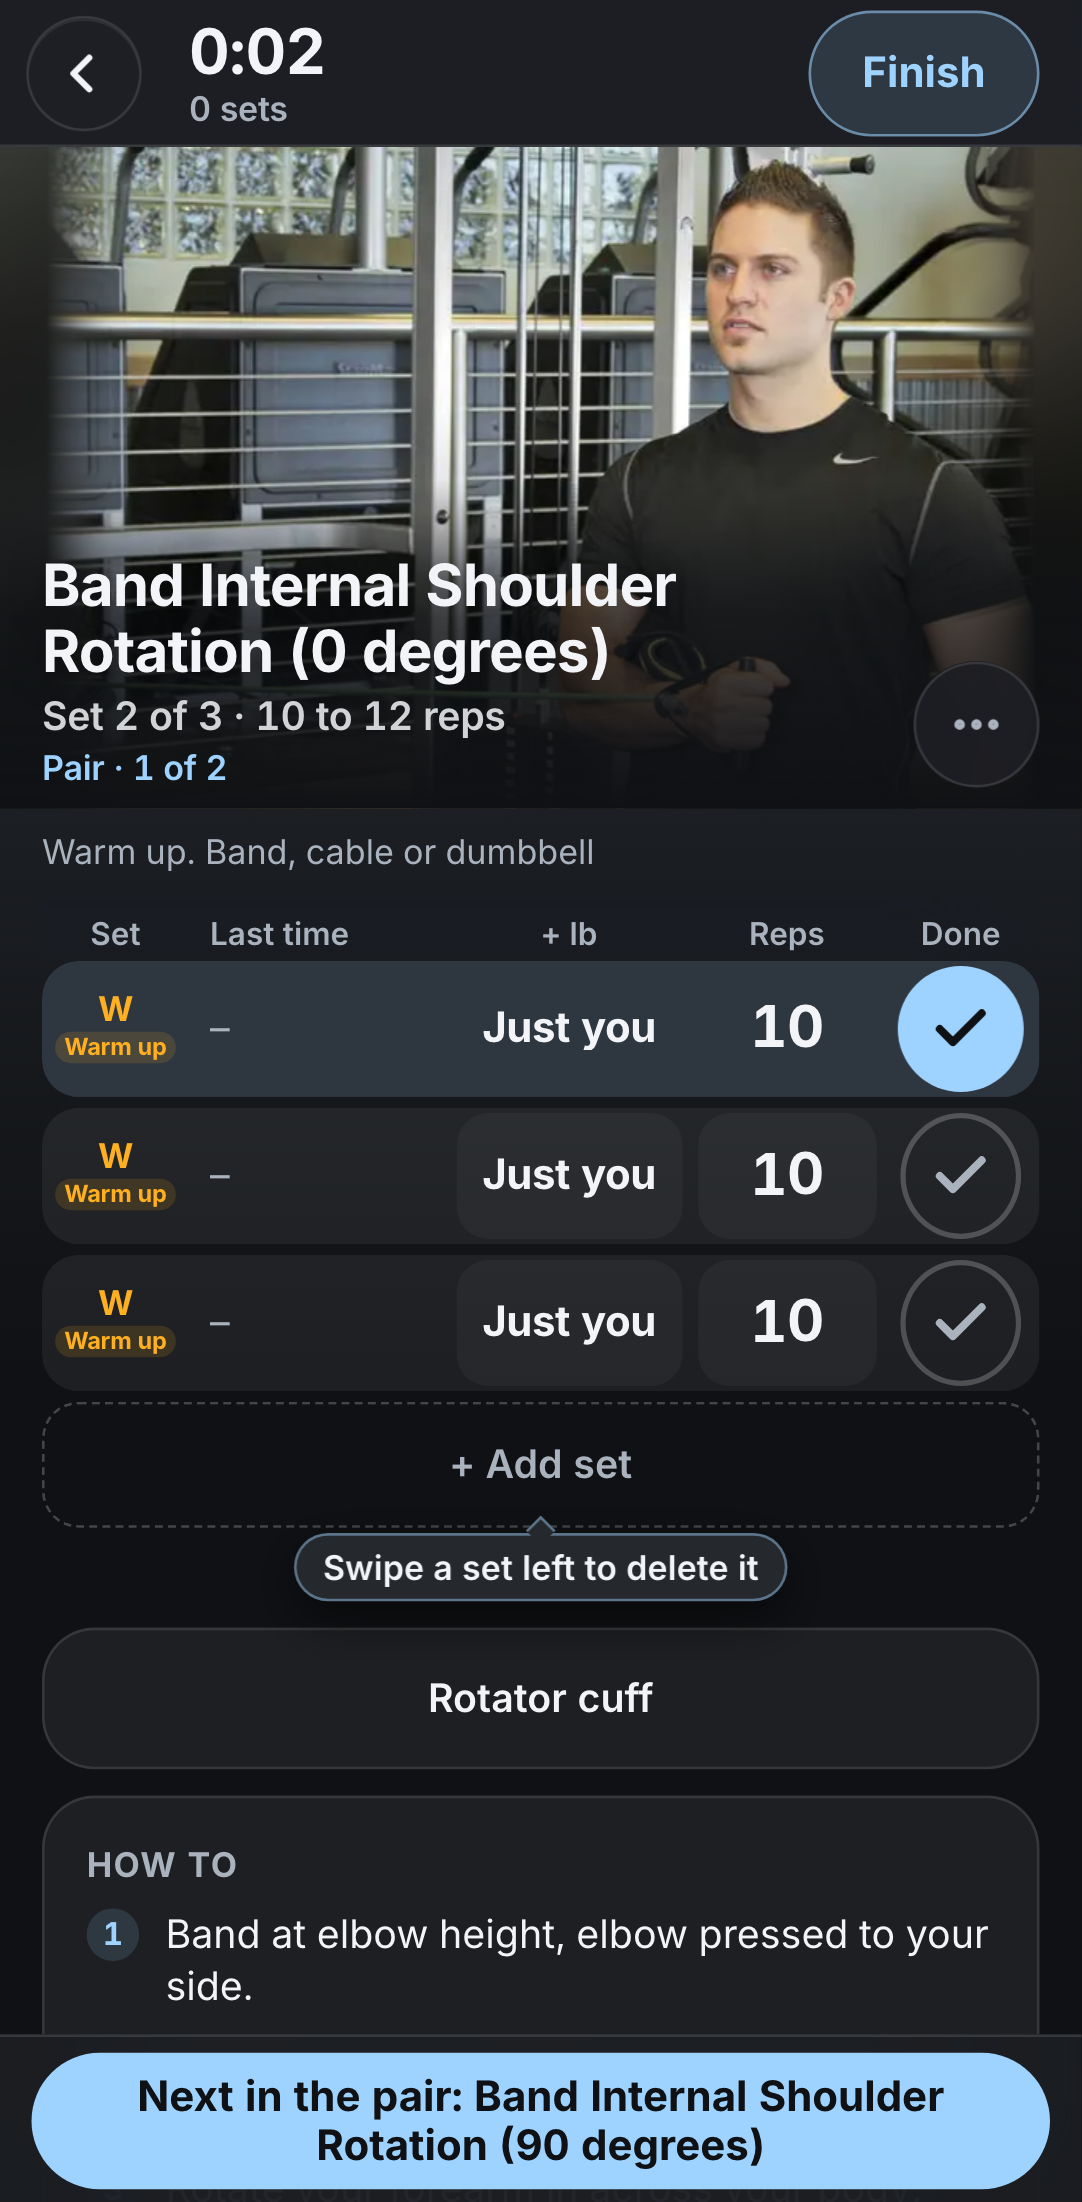 0:02
0 sets
Finish
Band Internal Shoulder
Rotation (0 degrees)
Set 2 of 3 · 10 to 12 reps
Pair · 1 of 2
Warm up. Band, cable or dumbbell
Set Last time + lb Reps Done
W
Warm up – Just you 10
W
Warm up – Just you 10
W
Warm up – Just you 10
+ Add set
Swipe a set left to delete it
Rotator cuff
HOW TO
1 Band at elbow height, elbow pressed to your
side.
Next in the pair: Band Internal Shoulder
Rotation (90 degrees)